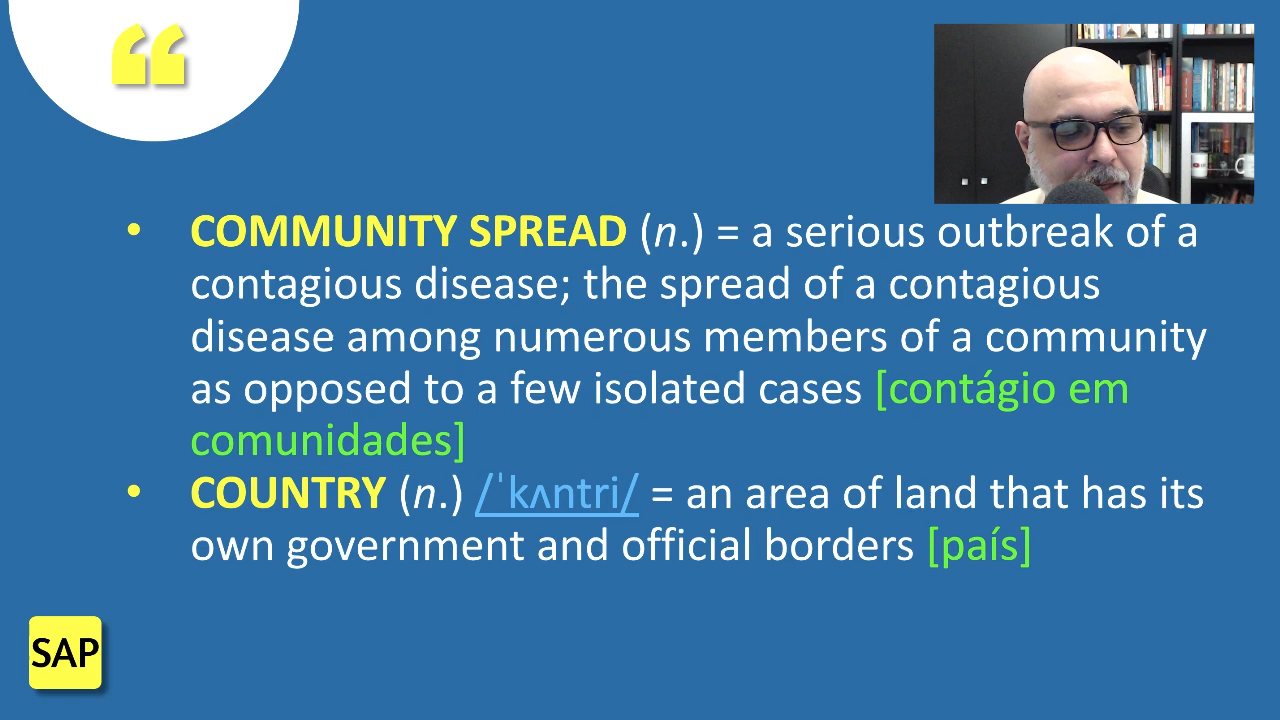 “
• COMMUNITY SPREAD (n.) = a serious outbreak of a
contagious disease; the spread of a contagious
disease among numerous members of a community
as opposed to a few isolated cases [contágio em
comunidades]
• COUNTRY (n.) /ˈkʌntri/ = an area of land that has its
own government and official borders [país]
SAP